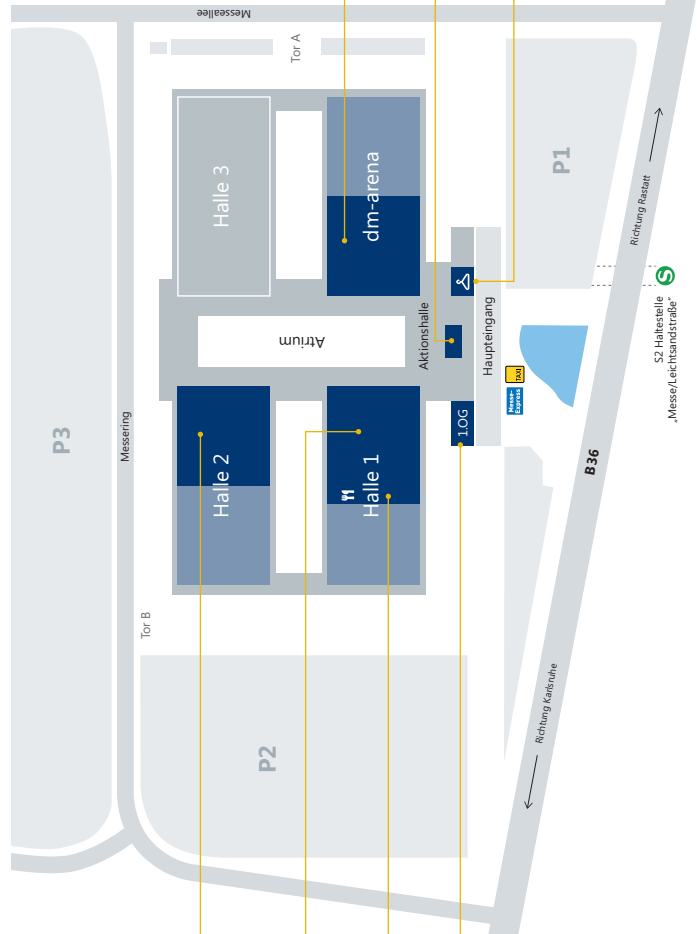 Messeallee
Tor A
P3
Messering
Halle 3
dm-arena
P1
Richtung Rastatt
S
S2 Haltestelle
„Messe/Leichtsandstraße“
Atrium
Aktionshalle
Haupteingang
TAXI
Messe-
Express
1.OG
Halle 2
Halle 1
B36
Tor B
P2
Richtung Karlsruhe